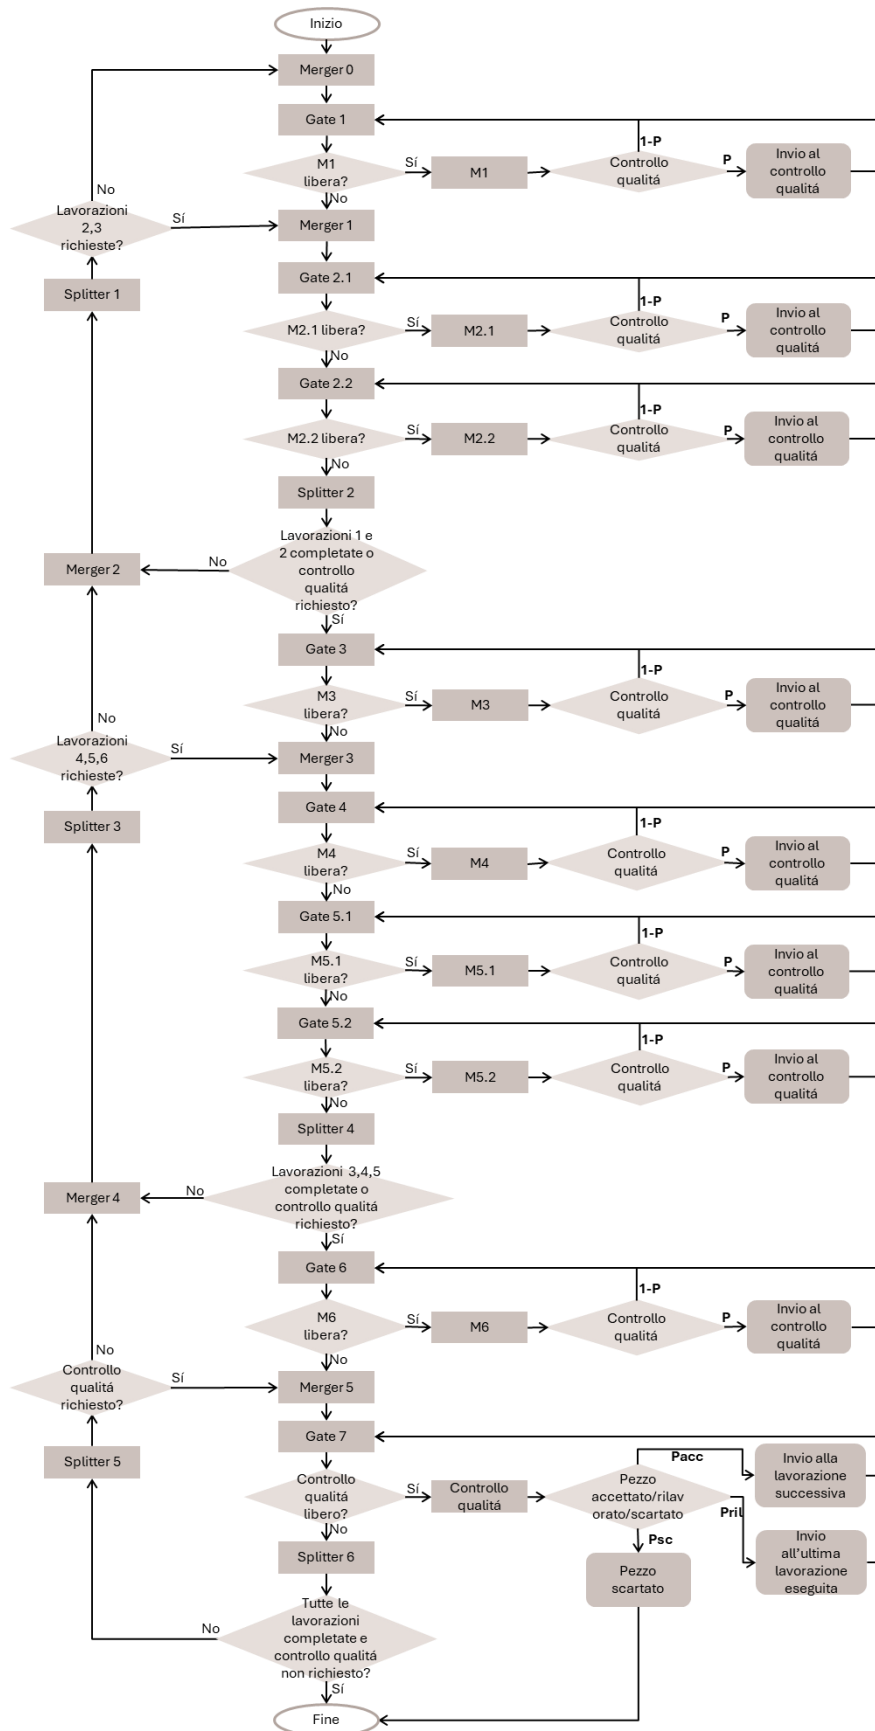 Inizio
Merger 0
Gate 1
1-P
M1
libera?
Sí
M1
Controllo
qualitá
P
Invio al
controllo
qualitá
No
No
Lavorazioni
2,3
richieste?
Sí
Merger 1
Gate 2.1
1-P
Splitter 1
M2.1 libera?
Sí
M2.1
Controllo
qualitá
P
Invio al
controllo
qualitá
No
Gate 2.2
1-P
M2.2 libera?
Sí
M2.2
Controllo
qualitá
P
Invio al
controllo
qualitá
No
Splitter 2
Lavorazioni 1 e
2 completate o
controllo
qualitá
richiesto?
No
Merger 2
Sí
Gate 3
1-P
M3
libera?
Sí
M3
Controllo
qualitá
P
Invio al
controllo
qualitá
No
No
Lavorazioni
4,5,6
richieste?
Sí
Merger 3
Gate 4
1-P
Splitter 3
M4
libera?
Sí
M4
Controllo
qualitá
P
Invio al
controllo
qualitá
No
Gate 5.1
1-P
M5.1
libera?
Sí
M5.1
Controllo
qualitá
P
Invio al
controllo
qualitá
No
Gate 5.2
1-P
M5.2
libera?
Sí
M5.2
Controllo
qualitá
P
Invio al
controllo
qualitá
No
Splitter 4
Lavorazioni 3,4,5
completate o
controllo qualitá
richiesto?
No
Merger 4
Sí
Gate 6
1-P
M6
libera?
Sí
M6
Controllo
qualitá
P
Invio al
controllo
qualitá
No
No
Controllo
qualitá
richiesto?
Sí
Merger 5
Gate 7
Splitter 5
Controllo
qualitá
libero?
Sí
Controllo
qualitá
Pezzo
accettato/rilav
orato/scartato
Pacc
Invio alla
lavorazione
successiva
Pril
Invio
all'ultima
lavorazione
eseguita
Psc
Pezzo
scartato
No
Splitter 6
Tutte le
lavorazioni
completate e
controllo qualitá
non richiesto?
No
Sí
Fine